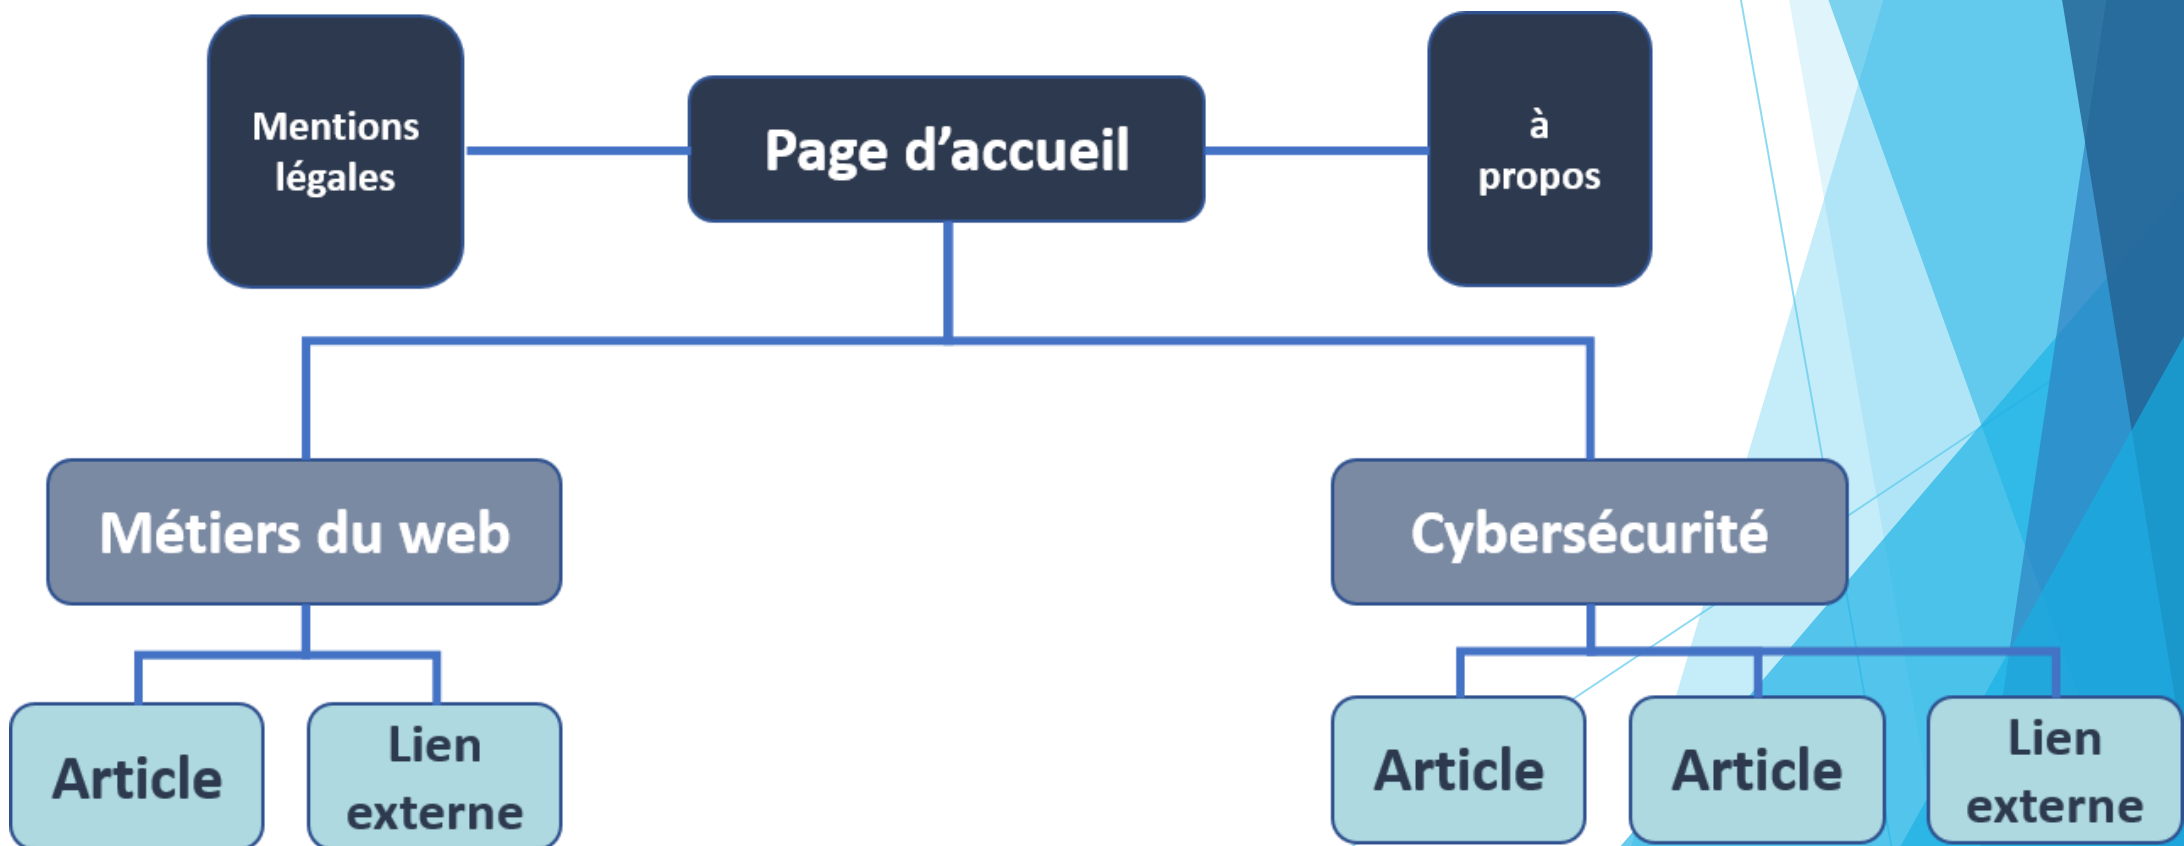 Mentions
légales
Page d’accueil
à
propos
Métiers du web
Cybersécurité
Article
Lien
externe
Article
Article
Lien
externe